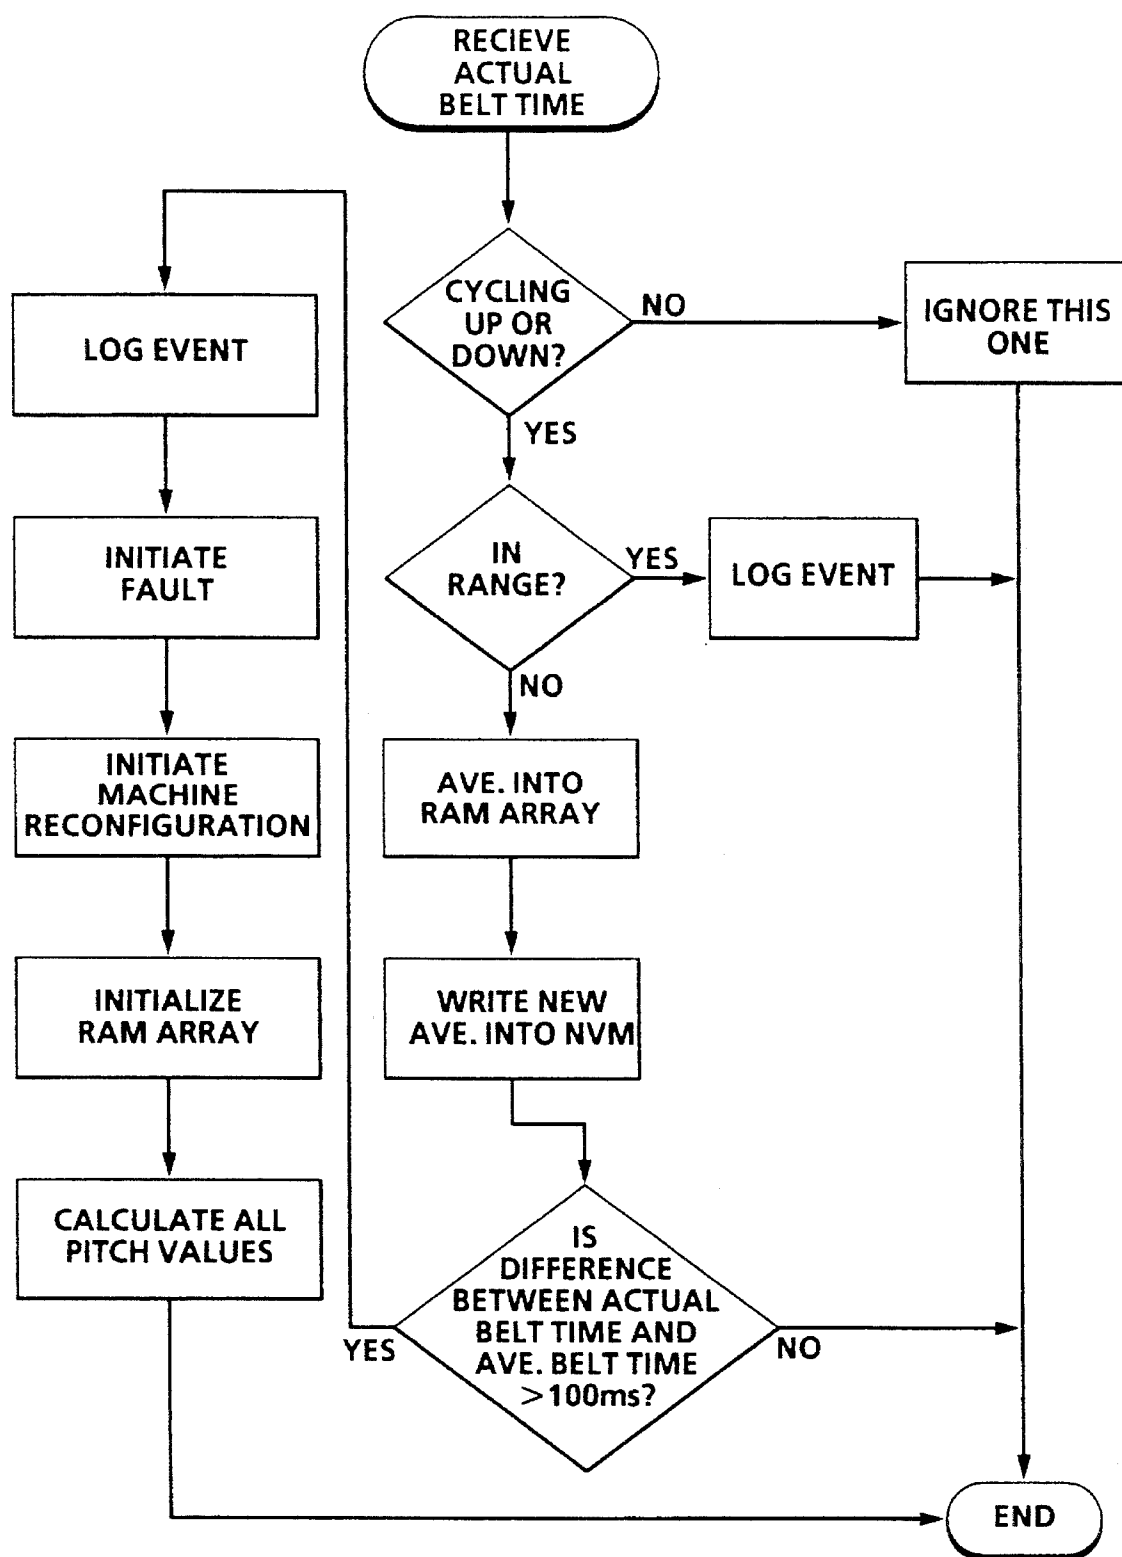 RECIEVE
ACTUAL
BELT TIME
CYCLING
UP OR
DOWN?
NO
IGNORE THIS
ONE
YES
IN
RANGE?
YES
LOG EVENT
NO
AVE. INTO
RAM ARRAY
WRITE NEW
AVE. INTO NVM
IS
DIFFERENCE
BETWEEN ACTUAL
BELT TIME AND
AVE. BELT TIME
>100ms?
YES
NO
LOG EVENT
INITIATE
FAULT
INITIATE
MACHINE
RECONFIGURATION
INITIALIZE
RAM ARRAY
CALCULATE ALL
PITCH VALUES
END